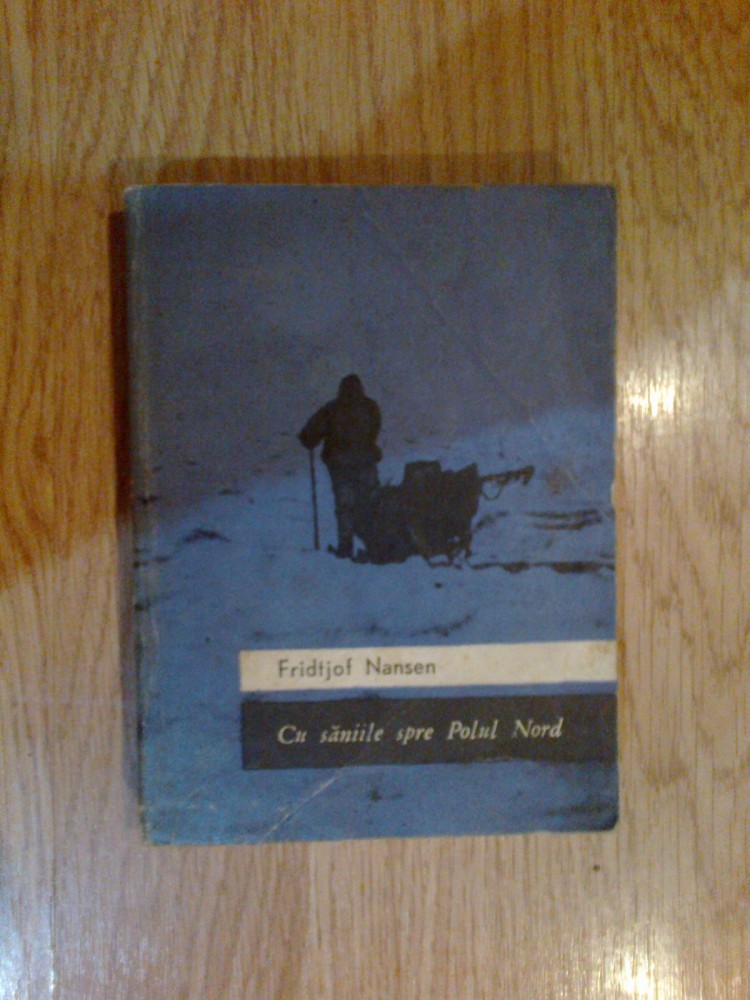 Fridtjof Nansen
Cu săniile spre Polul Nord